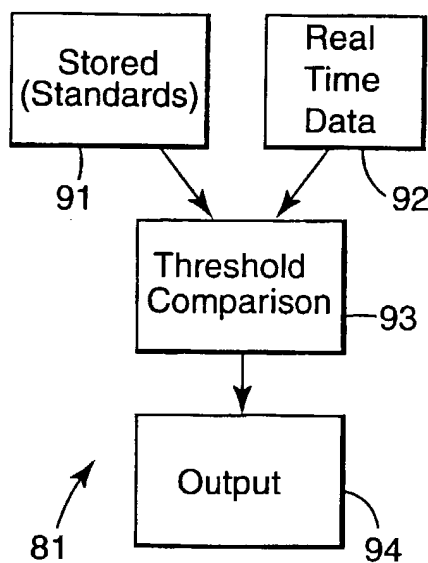 Stored
(Standards)
Real
Time
Data
91
92
Threshold
Comparison
93
Output
81
94